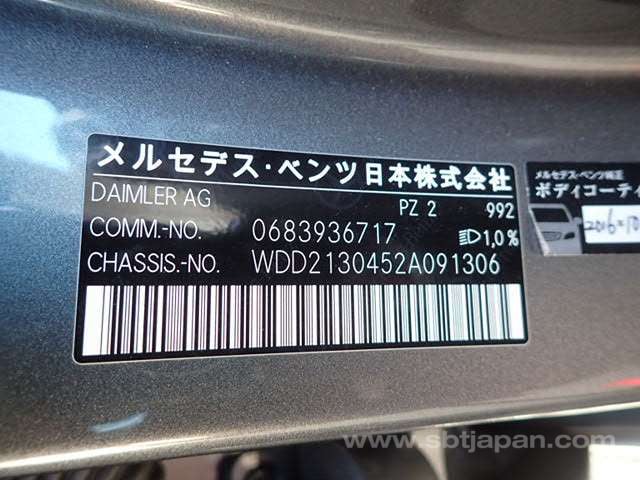 メルセデス・ベンツ日本株式会社
DAIMLER AG
PZ 2 992
COMM.-NO. 0683936717 1,0%
CHASSIS.-NO. WDD2130452A091306
メルセデス・ベンツ純正
ボディコーティ
2016-10
www.sbtjapan.com